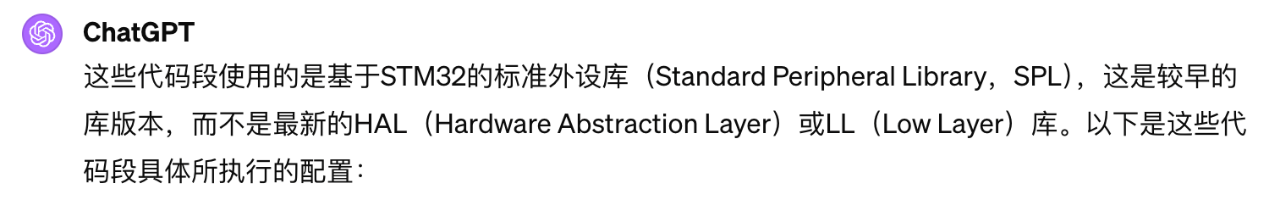 ChatGPT
这些代码段使用的是基于STM32的标准外设库（Standard Peripheral Library，SPL），这是较早的
库版本，而不是最新的HAL（Hardware Abstraction Layer）或LL（Low Layer）库。以下是这些代
码段具体所执行的配置：